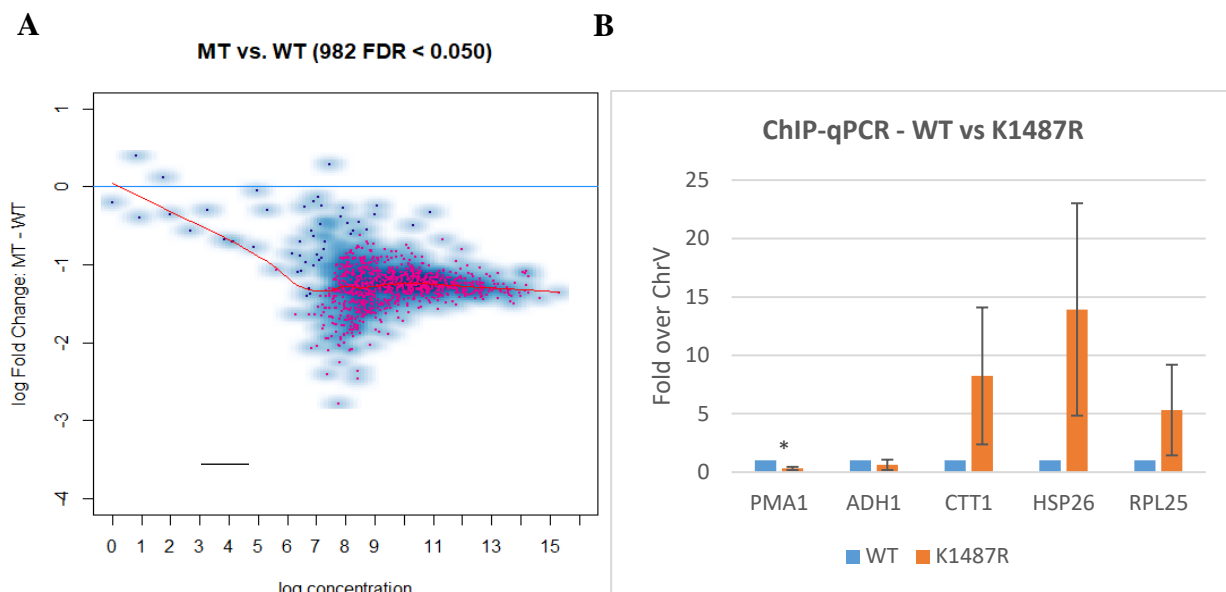 A
B
MT vs. WT (982 FDR < 0.050)
log Fold Change: MT - WT
1
0
-1
-2
-3
-4
0 1 2 3 4 5 6 7 8 9 11 13 15
log concentration
ChIP-qPCR - WT vs K1487R
Fold over ChrV
25
20
15
10
5
0
*
PMA1 ADH1 CTT1 HSP26 RPL25
WT K1487R